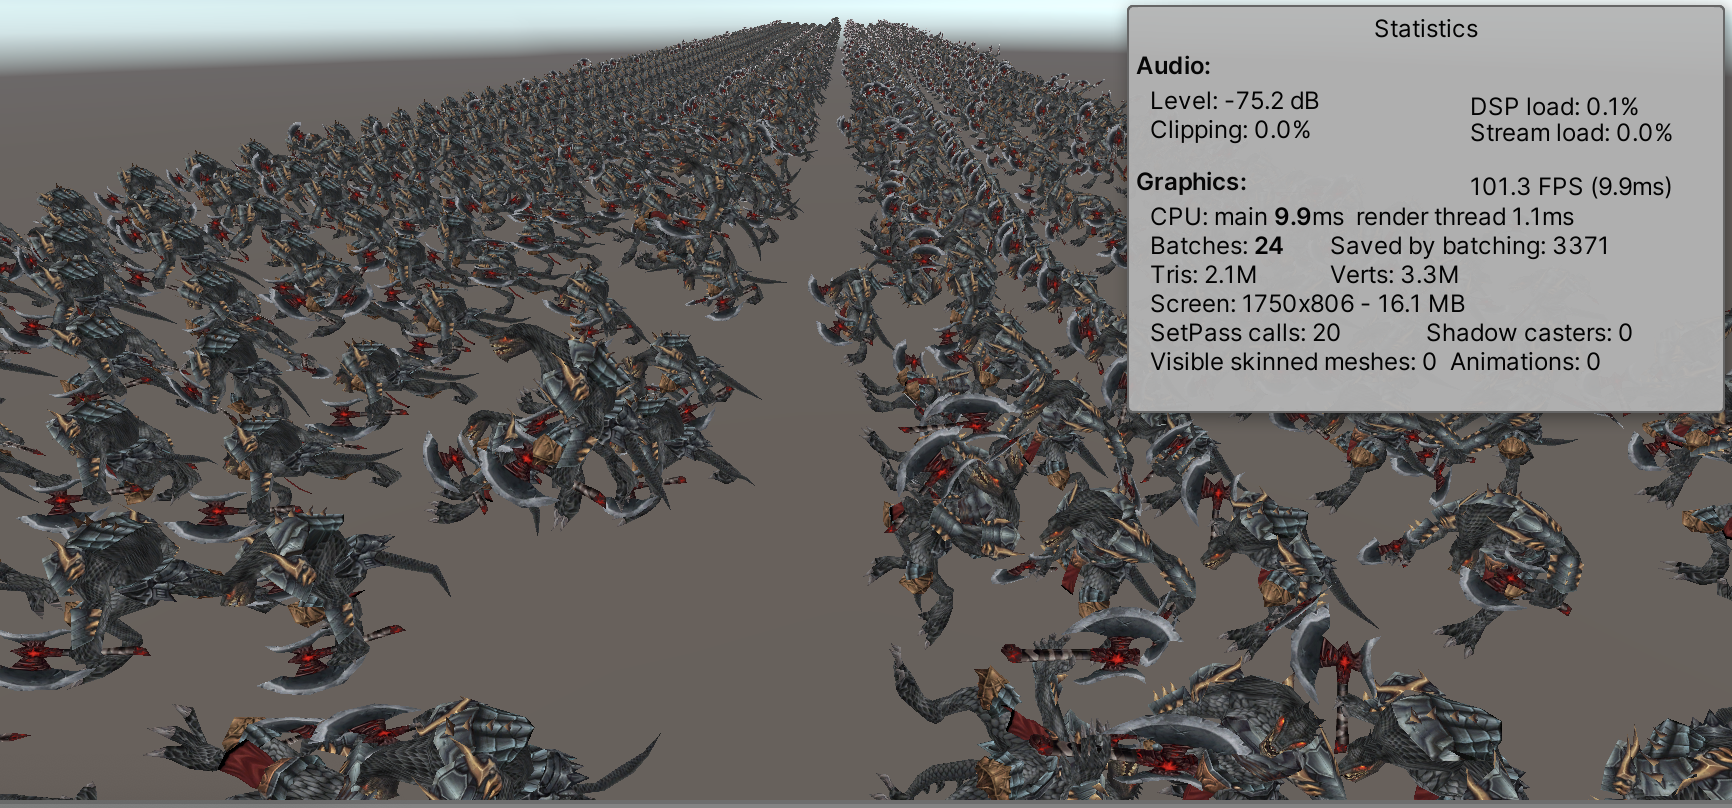 Statistics
Audio:
Level: -75.2 dB DSP load: 0.1%
Clipping: 0.0% Stream load: 0.0%
Graphics: 101.3 FPS (9.9ms)
CPU: main 9.9ms render thread 1.1ms
Batches: 24 Saved by batching: 3371
Tris: 2.1M Verts: 3.3M
Screen: 1750x806 - 16.1 MB
SetPass calls: 20 Shadow casters: 0
Visible skinned meshes: 0 Animations: 0